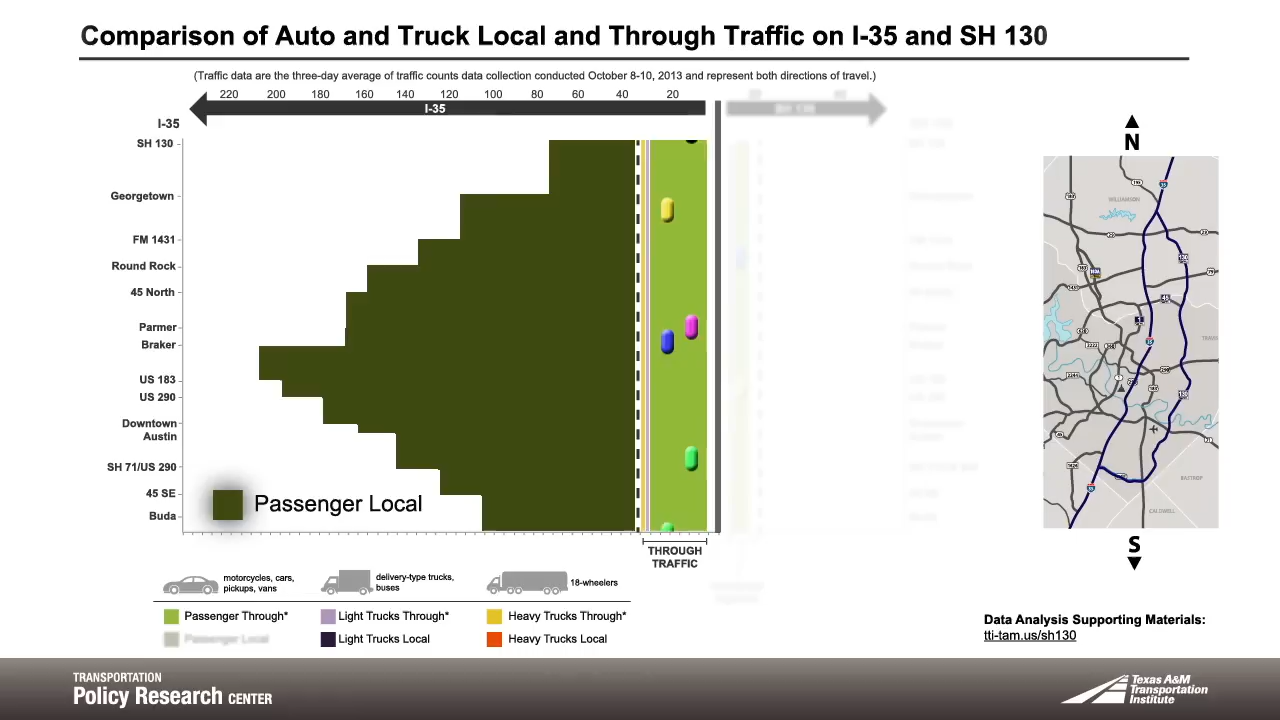 Comparison of Auto and Truck Local and Through Traffic on I-35 and SH 130
(Traffic data are the three-day average of traffic counts data collection conducted October 8-10, 2013 and represent both directions of travel.)
220 200 180 160 140 120 100 80 60 40 20
I-35
I-35
SH 130
Georgetown
FM 1431
Round Rock
45 North
Parmer
Braker
US 183
US 290
Downtown
Austin
SH 71/US 290
45 SE
Buda
Passenger Local
THROUGH
TRAFFIC
N
WILLIAMSON
BASTROP
CALDWELL
S
motorcycles, cars,
pickups, vans
delivery-type trucks,
buses
18-wheelers
Passenger Through* Light Trucks Through* Heavy Trucks Through*
Passenger Local Light Trucks Local Heavy Trucks Local
Data Analysis Supporting Materials:
tti-tam.us/sh130
TRANSPORTATION
Policy Research CENTER
Texas A&M
Transportation
Institute